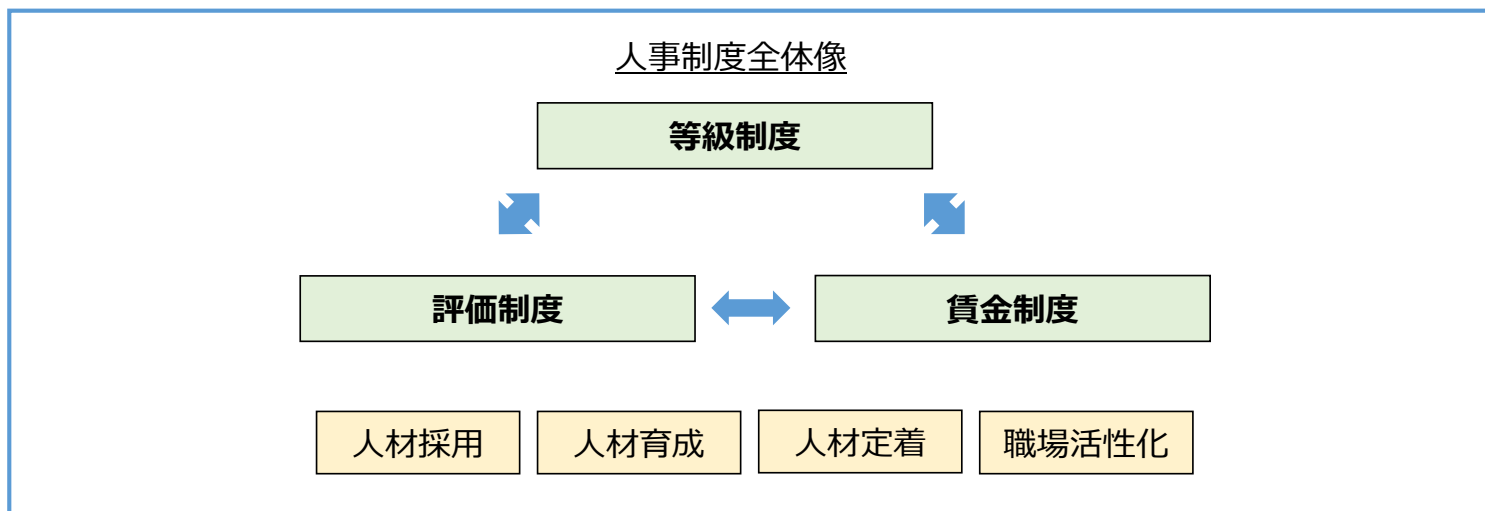 人事制度全体像
等級制度
評価制度
賃金制度
人材採用
人材育成
人材定着
職場活性化